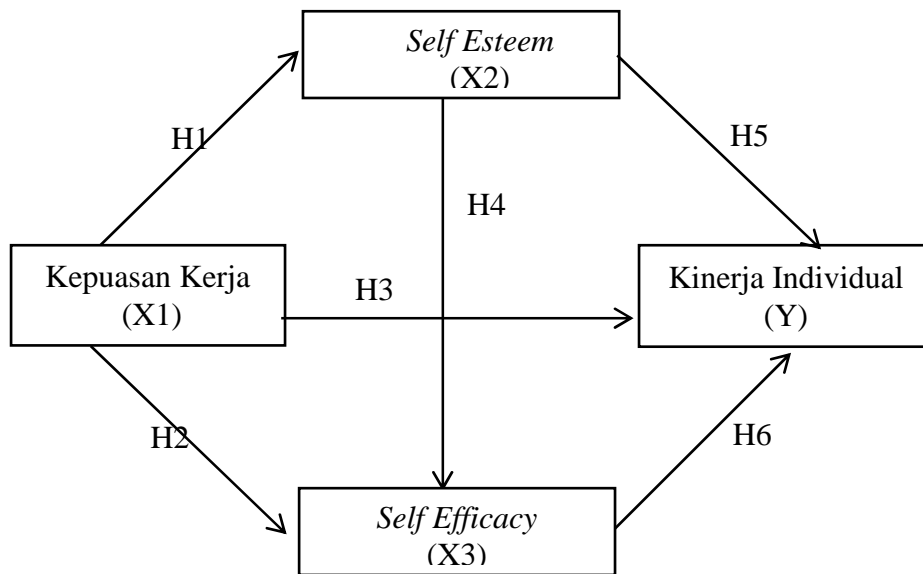 Self Esteem
(X2)
H1
H5
H4
Kepuasan Kerja
(X1)
H3
Kinerja Individual
(Y)
H2
H6
Self Efficacy
(X3)